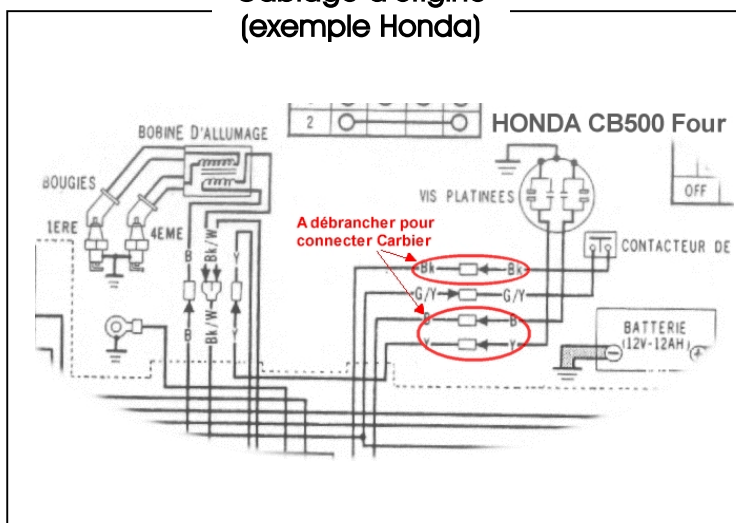 (exemple Honda)
2
HONDA CB500 Four
BOBINE D'ALLUMAGE
BOUGIES
1ERE
4EME
VIS PLATINEES
OFF
A débrancher pour
connecter Carbier
CONTACTEUR DE
Bk
Bk
G/Y
G/Y
B
B
Y
Y
B
Bk/W
Y
B
Bk/W
Y
BATTERIE
(12V-12AH)